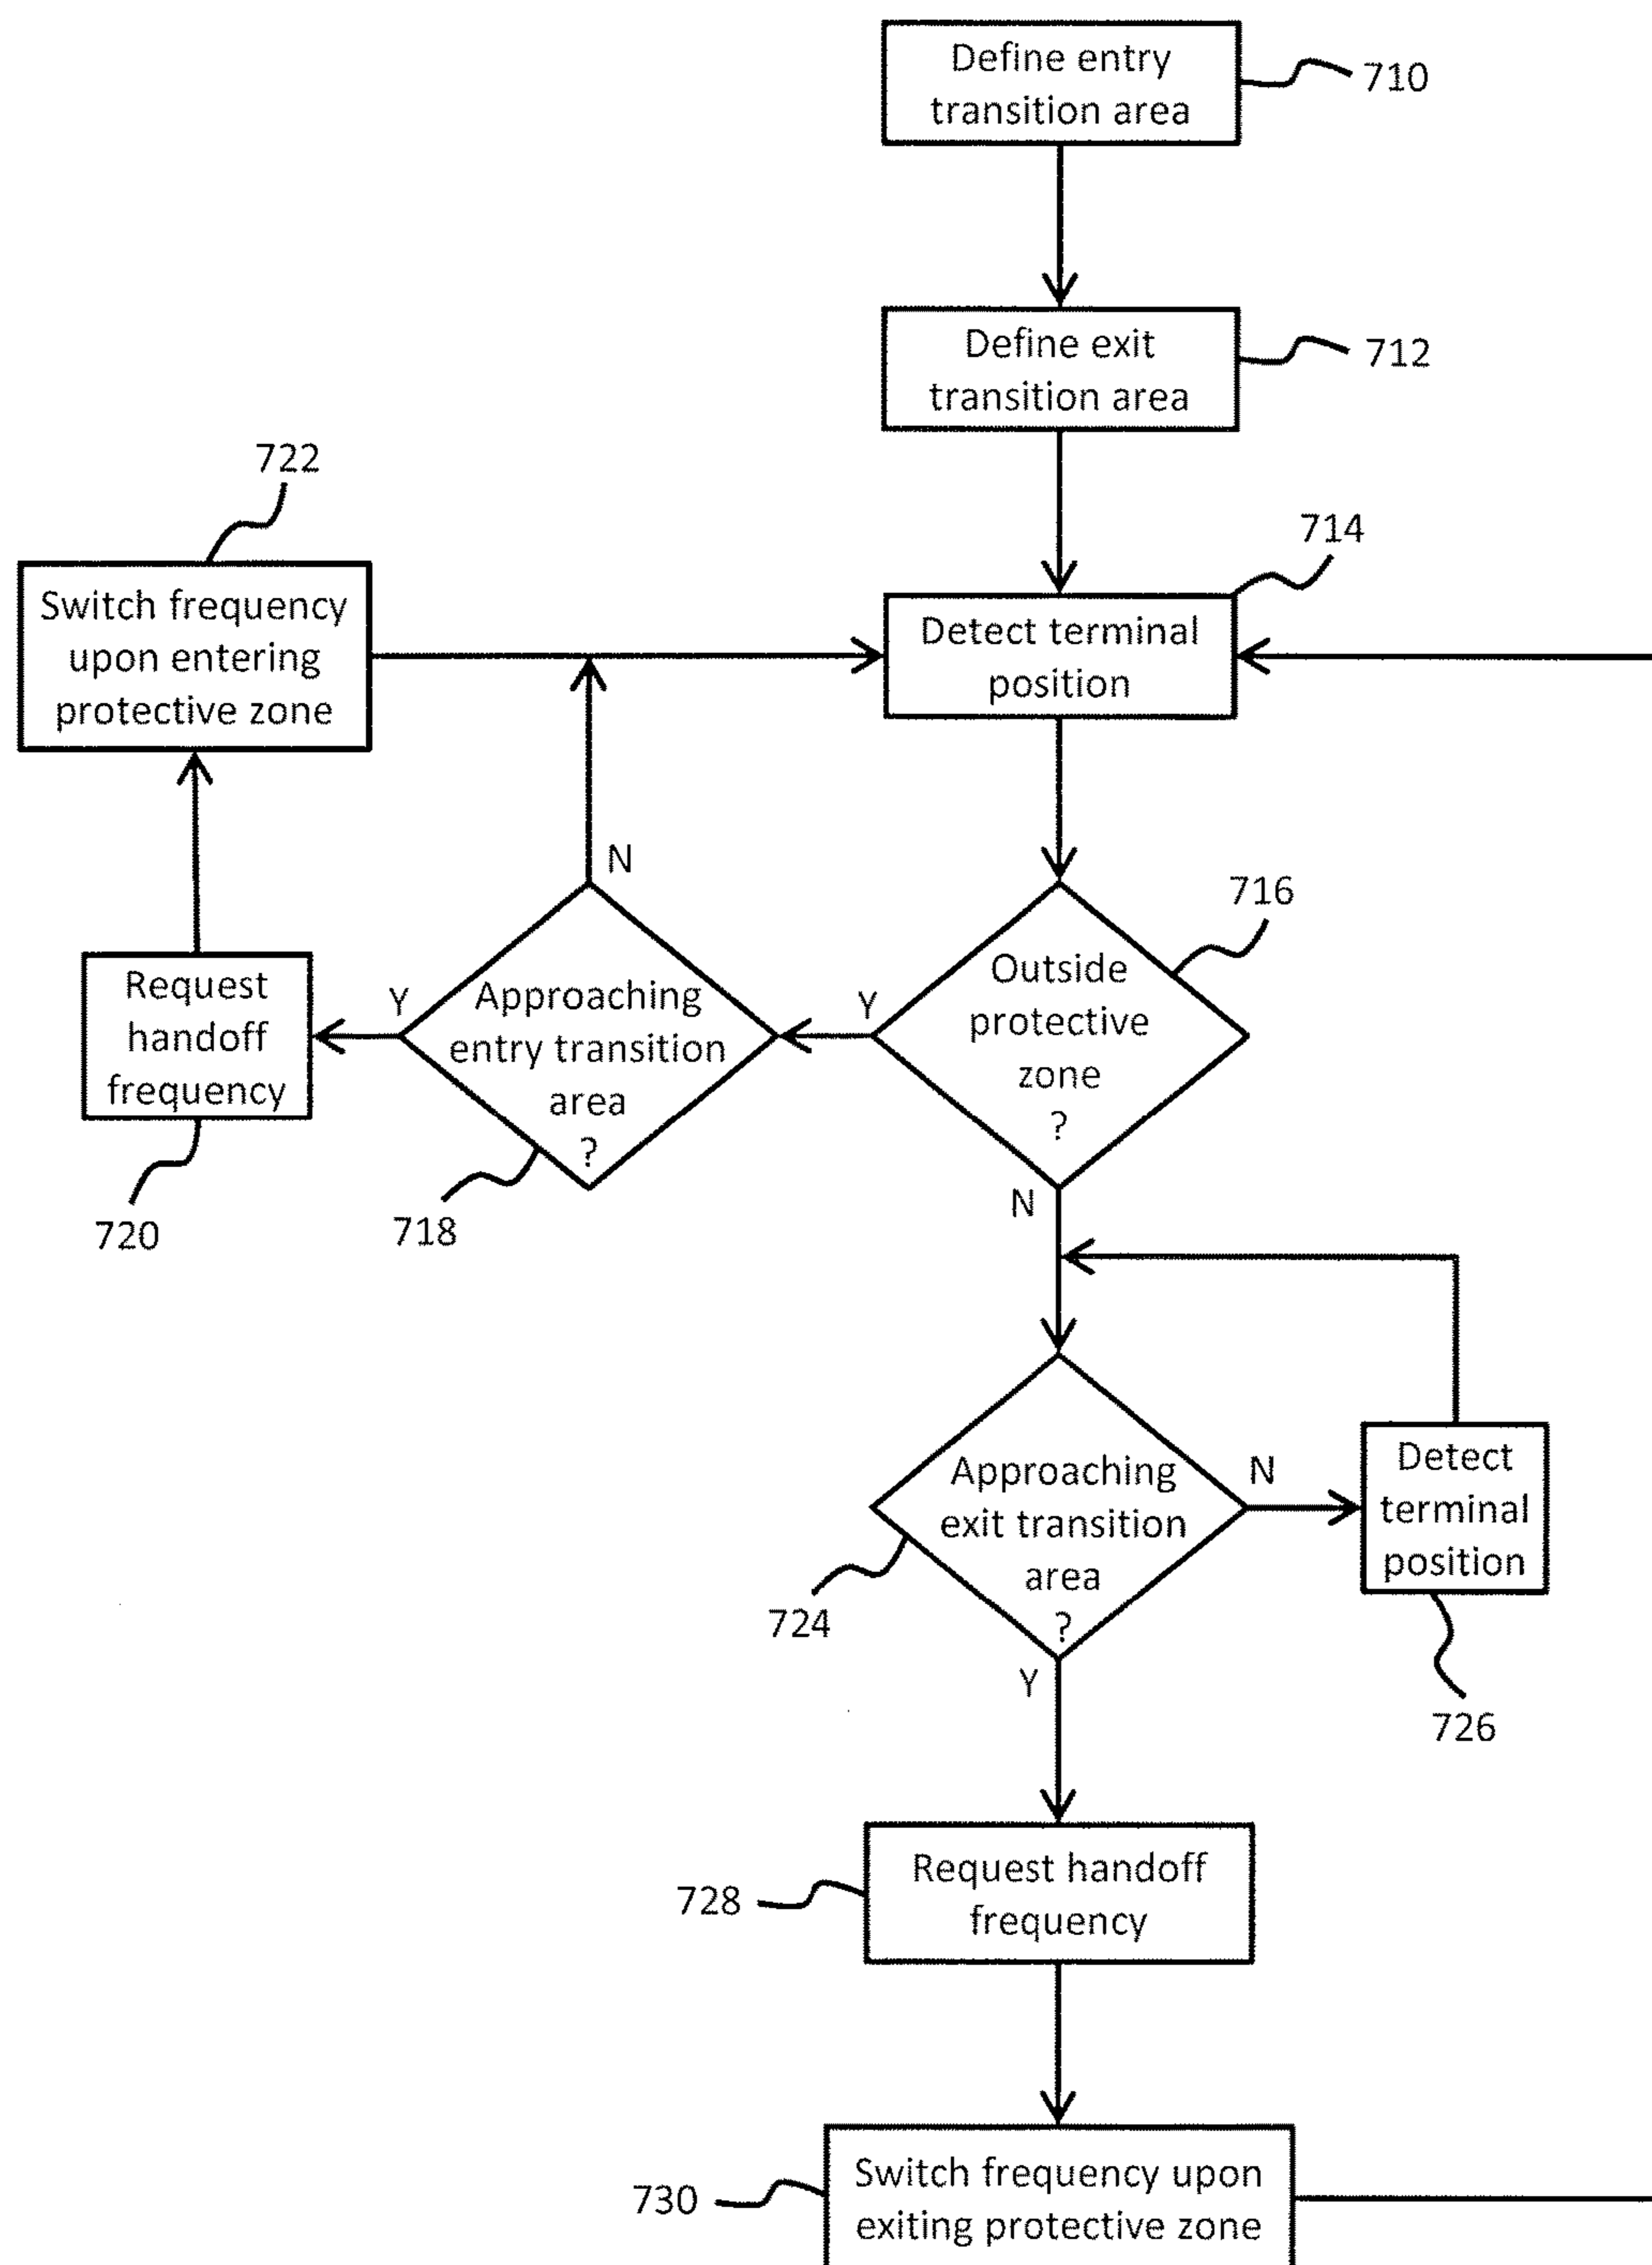 Define entry
transition area
710
Define exit
transition area
712
722
714
Switch frequency
upon entering
protective zone
Detect terminal
position
N
716
Request
handoff
frequency
Y
Approaching
entry transition
area
?
Y
Outside
protective
zone
?
720
718
N
Approaching
exit transition
area
?
N
Detect
terminal
position
724
Y
726
728
Request handoff
frequency
730
Switch frequency upon
exiting protective zone